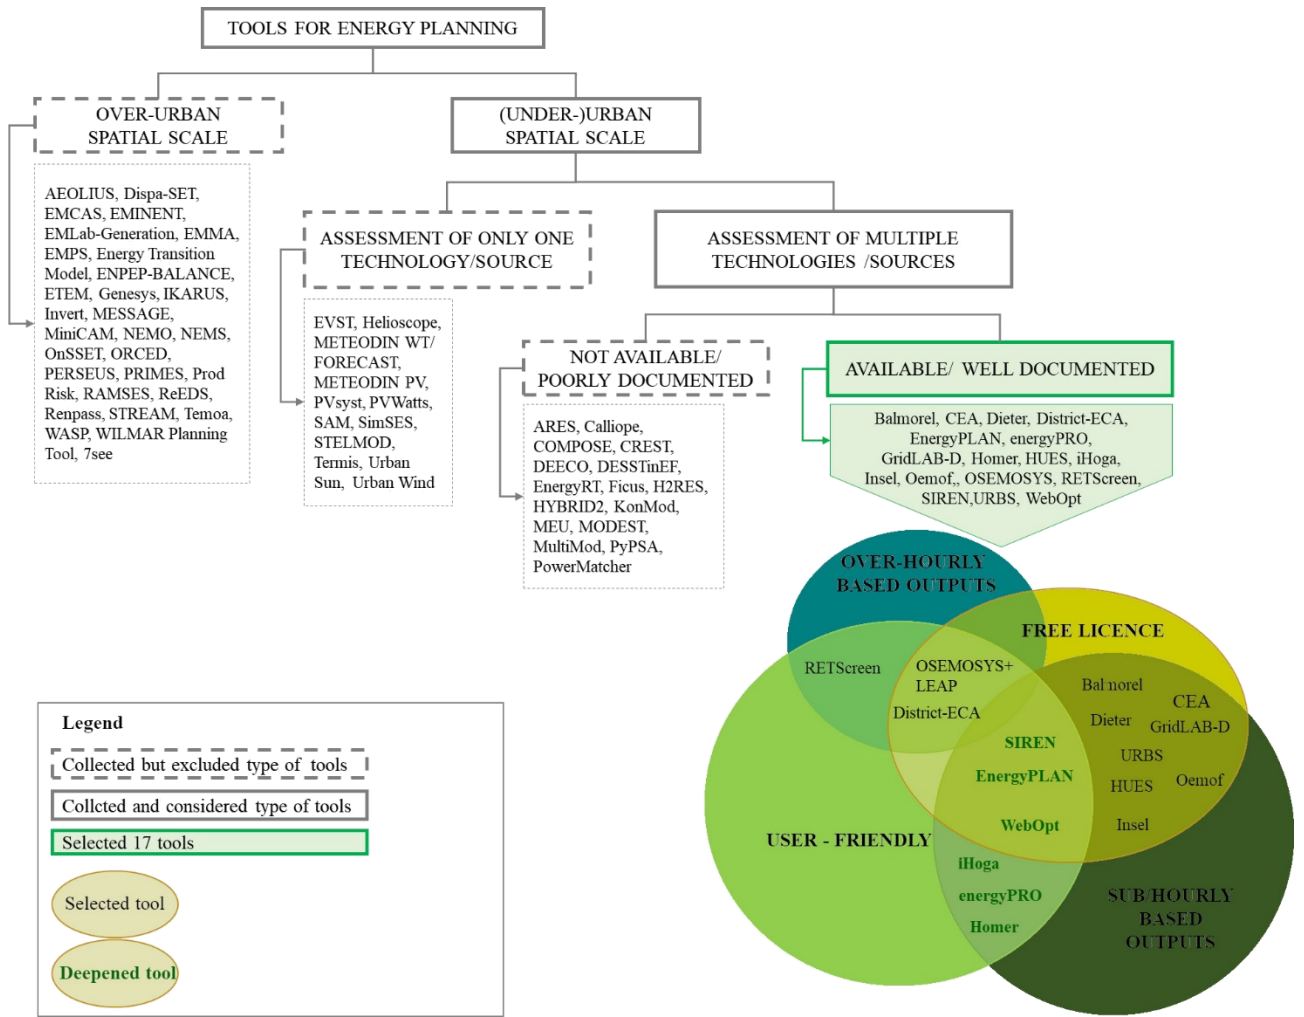 TOOLS FOR ENERGY PLANNING
OVER-URBAN
SPATIAL SCALE
(UNDER-)URBAN
SPATIAL SCALE
AEOLIUS, Dispa-SET,
EMCAS, EMINENT,
EMLab-Generation, EMMA,
EMPS, Energy Transition
Model, ENPEP-BALANCE,
ETEM, Genesys, IKARUS,
Invert, MESSAGE,
MiniCAM, NEMO, NEMS,
OnSSET, ORCED,
PERSEUS, PRIMES, Prod
Risk, RAMSES, ReEDS,
Renpass, STREAM, Temoa,
WASP, WILMAR Planning
Tool, 7see
ASSESSMENT OF ONLY ONE
TECHNOLOGY/SOURCE
ASSESSMENT OF MULTIPLE
TECHNOLOGIES /SOURCES
EVST, Helioscope,
METEODIN WT/
FORECAST,
METEODIN PV,
PVsyst, PVWatts,
SAM, SimSES,
STELMOD,
Termis, Urban
Sun, Urban Wind
NOT AVAILABLE/
POORLY DOCUMENTED
AVAILABLE/ WELL DOCUMENTED
ARES, Calliope,
COMPOSE, CREST,
DEECO, DESSTinEF,
EnergyRT, Ficus, H2RES,
HYBRID2, KonMod,
MEU, MODEST,
MultiMod, PyPSA,
PowerMatcher
Balmorel, CEA, Dieter, District-ECA,
EnergyPLAN, energyPRO,
GridLAB-D, Homer, HUES, iHoga,
Insel, Oemof,, OSEMOSYS, RETScreen,
SIREN,URBS, WebOpt
OVER-HOURLY
BASED OUTPUTS
FREE LICENCE
RETScreen
OSEMOSYS+
LEAP
District-ECA
Balmorel
CEA
Dieter
GridLAB-D
SIREN
URBS
EnergyPLAN
HUES
Oemof
WebOpt
Insel
USER - FRIENDLY
iHoga
energyPRO
Homer
SUB/HOURLY
BASED
OUTPUTS
Legend
Collected but excluded type of tools
Collcted and considered type of tools
Selected 17 tools
Selected tool
Deepened tool